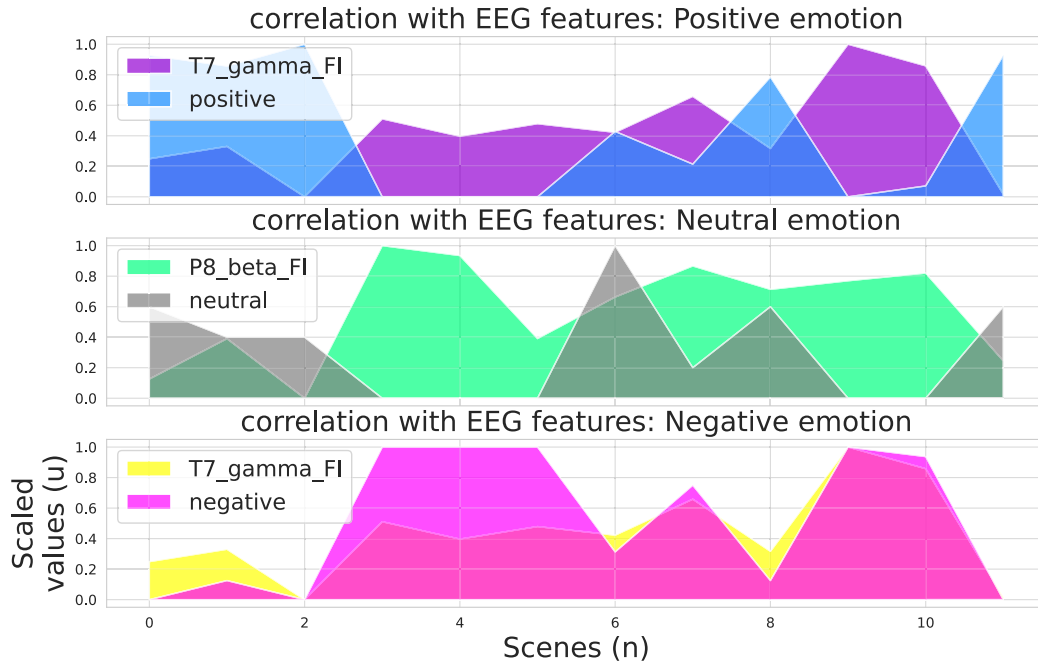 correlation with EEG features: Positive emotion
1.0
0.8
0.6
0.4
0.2
0.0
T7_gamma_FI
positive
correlation with EEG features: Neutral emotion
1.0
0.8
0.6
0.4
0.2
0.0
P8_beta_FI
neutral
correlation with EEG features: Negative emotion
1.0
0.8
0.6
0.4
0.2
0.0
T7_gamma_FI
negative
Scaled
values (u)
0 2 4 6 8 10
Scenes (n)